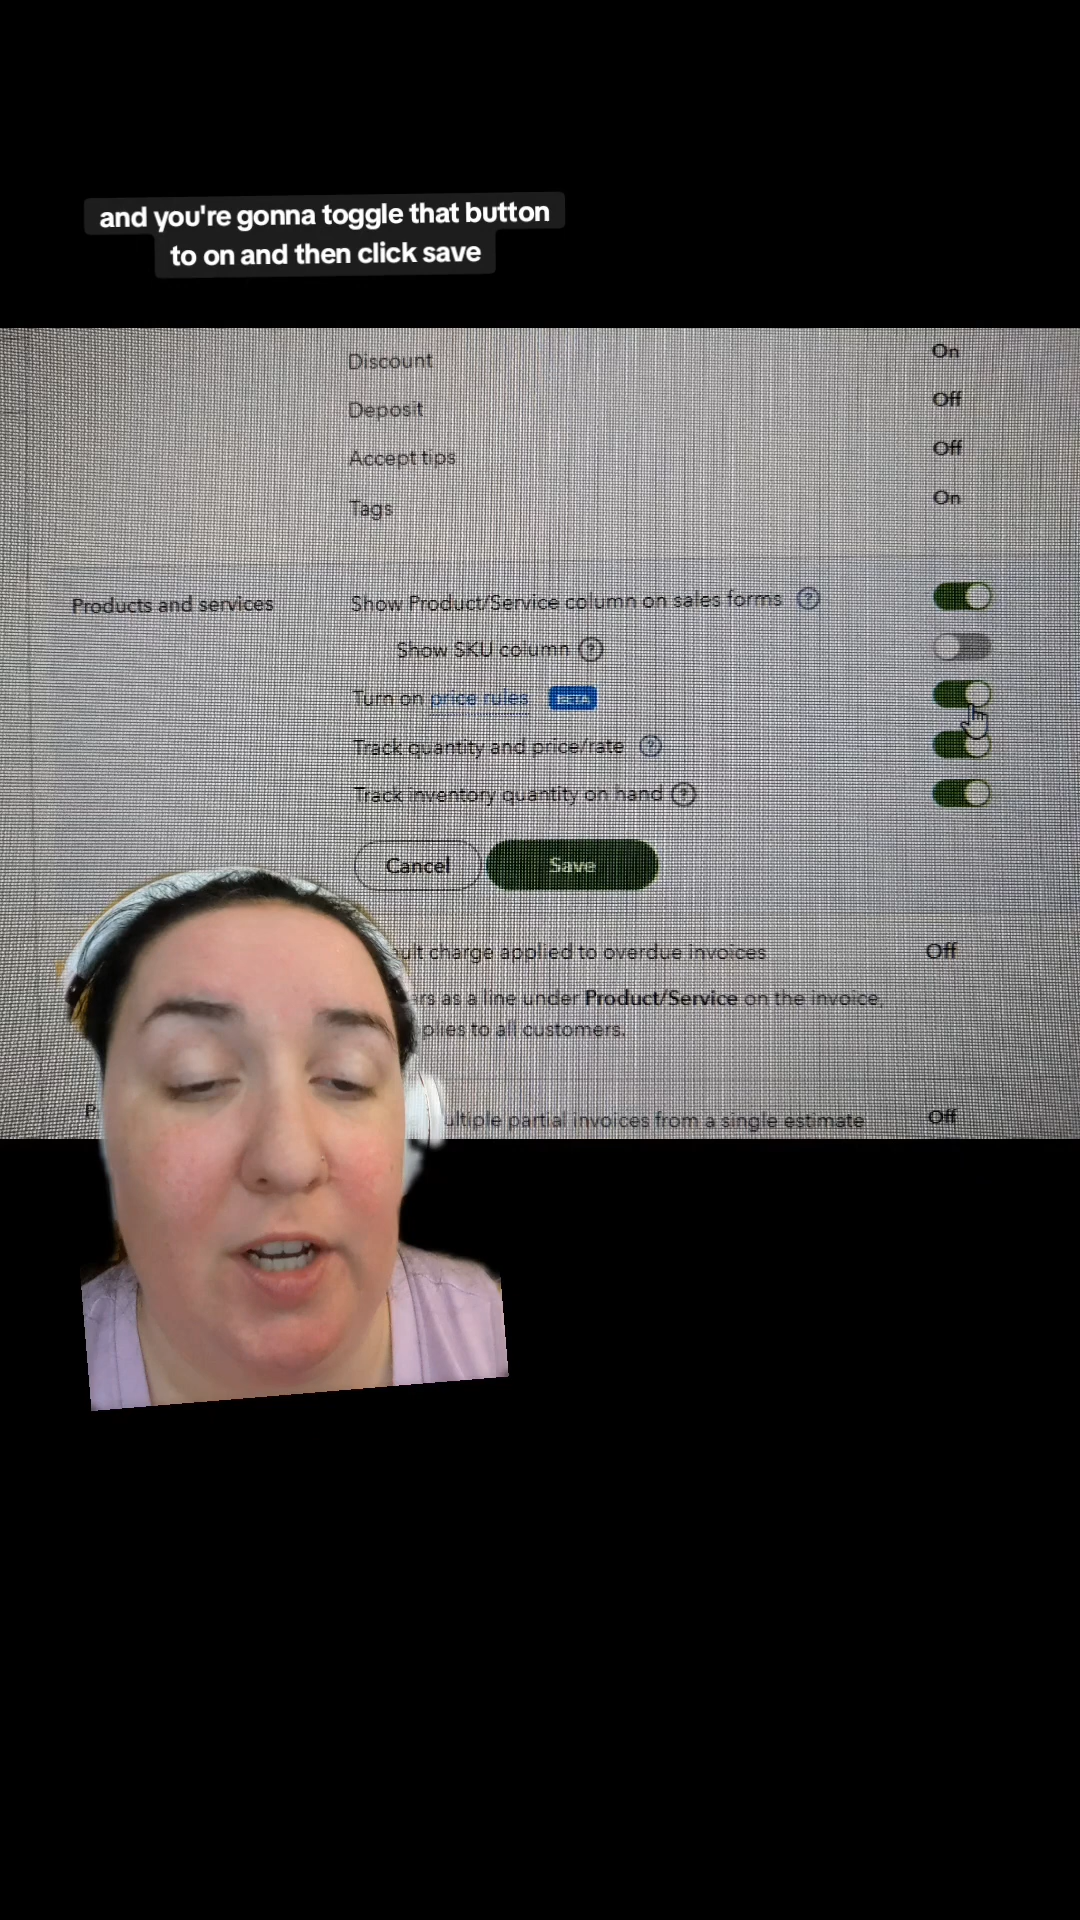 and you're gonna toggle that button
to on and then click save
Discount On
Deposit Off
Accept tips Off
Tags On
Products and services Show Product/Service column on sales forms ?
Show SKU column ?
Turn on price rules BETA
Track quantity and price/rate ?
Track inventory quantity on hand ?
Cancel Save
charge applied to overdue invoices Off
as a line under Product/Service on the invoice.
to all customers.
P partial invoices from a single estimate Off